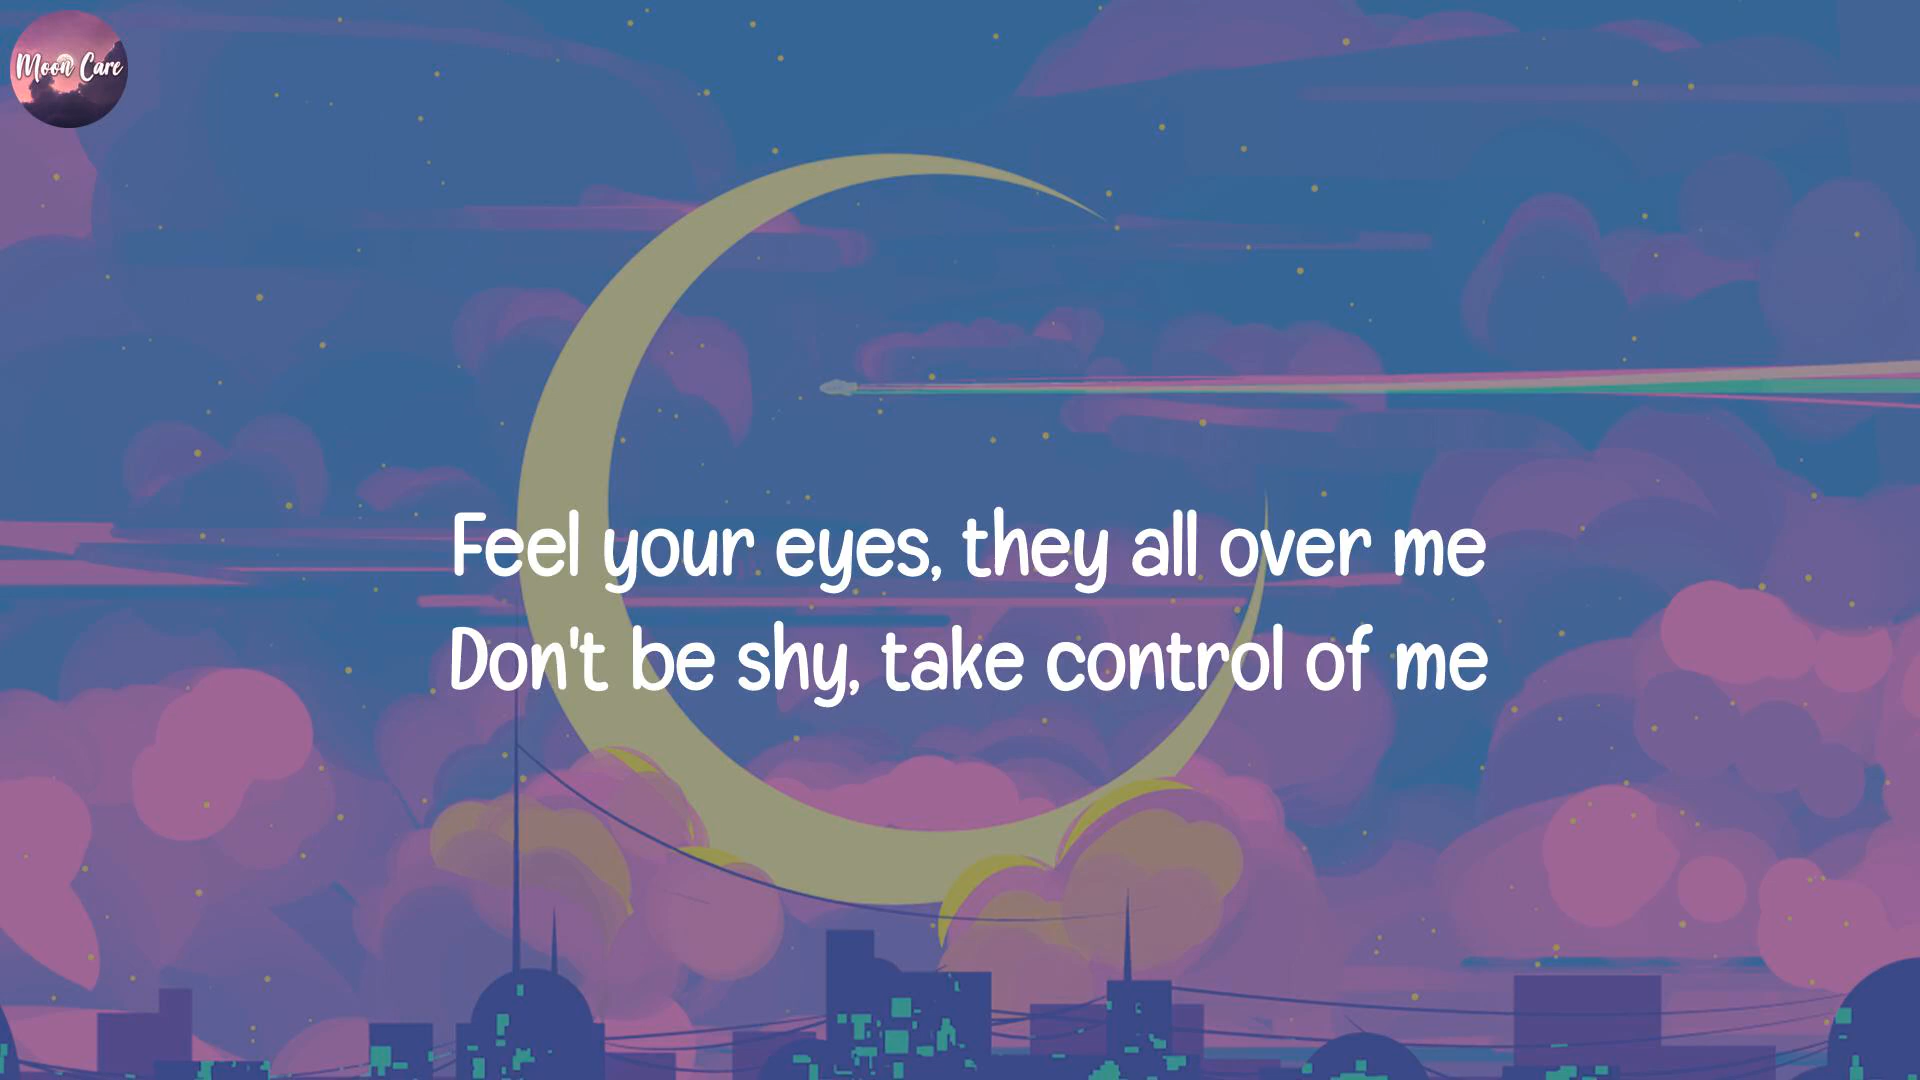 Moon Care
Feel your eyes, they all over me
Don't be shy, take control of me